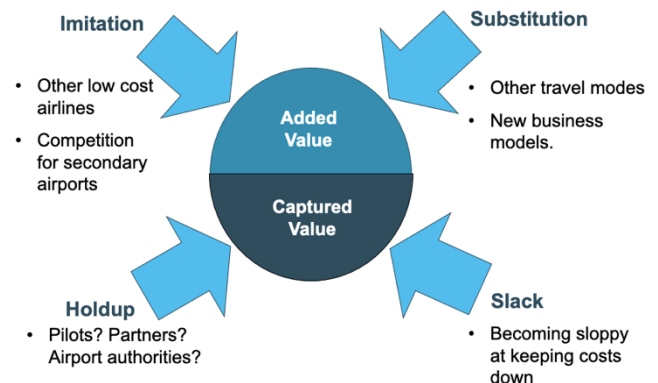 Imitation
• Other low cost
airlines
• Competition
for secondary
airports
Substitution
• Other travel modes
• New business
models.
Added
Value
Captured
Value
Holdup
• Pilots? Partners?
Airport authorities?
Slack
• Becoming sloppy
at keeping costs
down